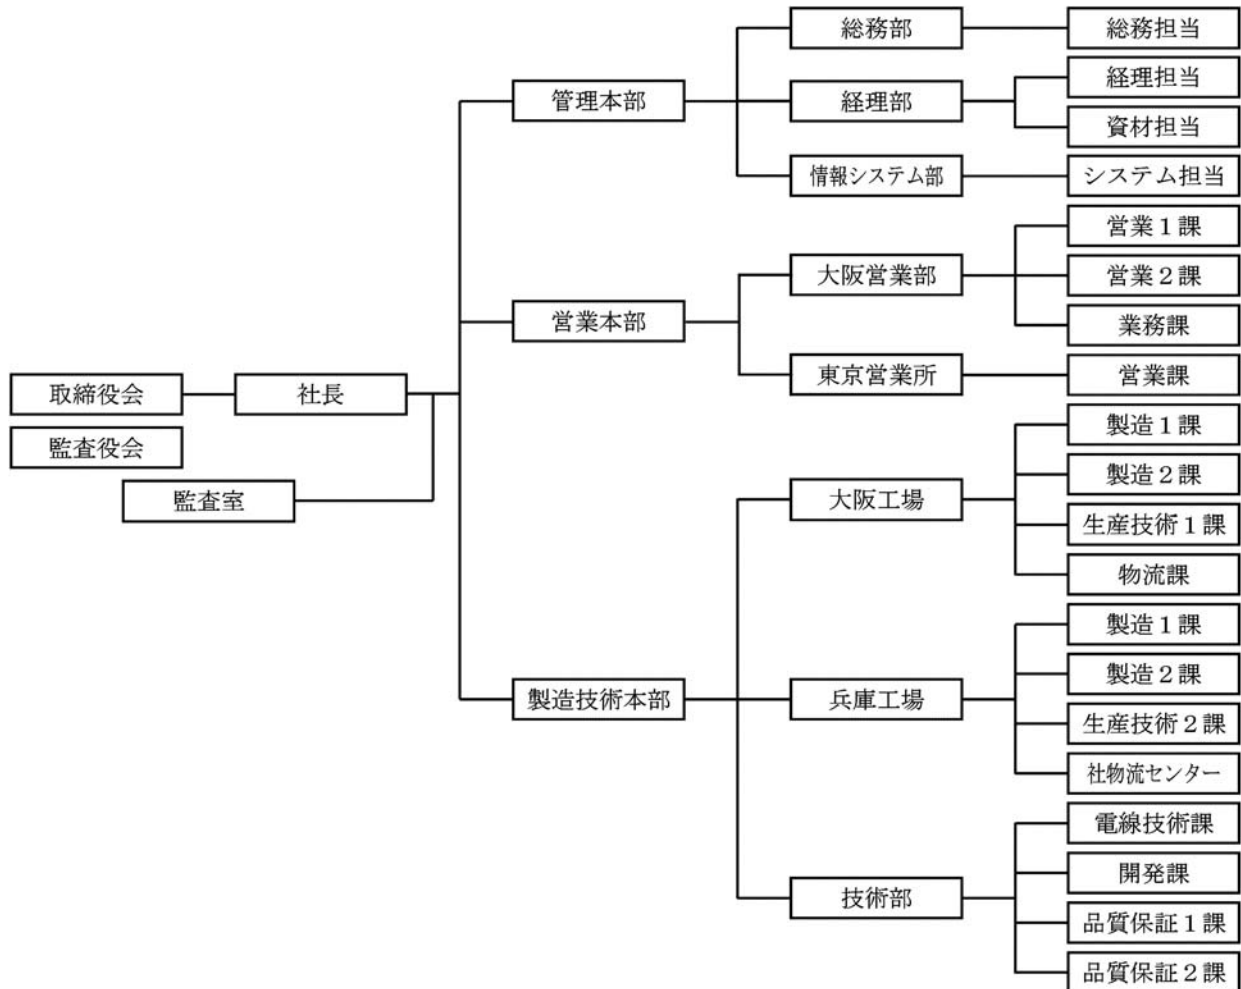 総務部
総務担当
管理本部
経理部
経理担当
資材担当
情報システム部
システム担当
営業本部
大阪営業部
営業１課
営業２課
業務課
東京営業所
営業課
取締役会
社長
監査役会
監査室
製造技術本部
大阪工場
製造１課
製造２課
生産技術１課
物流課
兵庫工場
製造１課
製造２課
生産技術２課
社物流センター
技術部
電線技術課
開発課
品質保証１課
品質保証２課